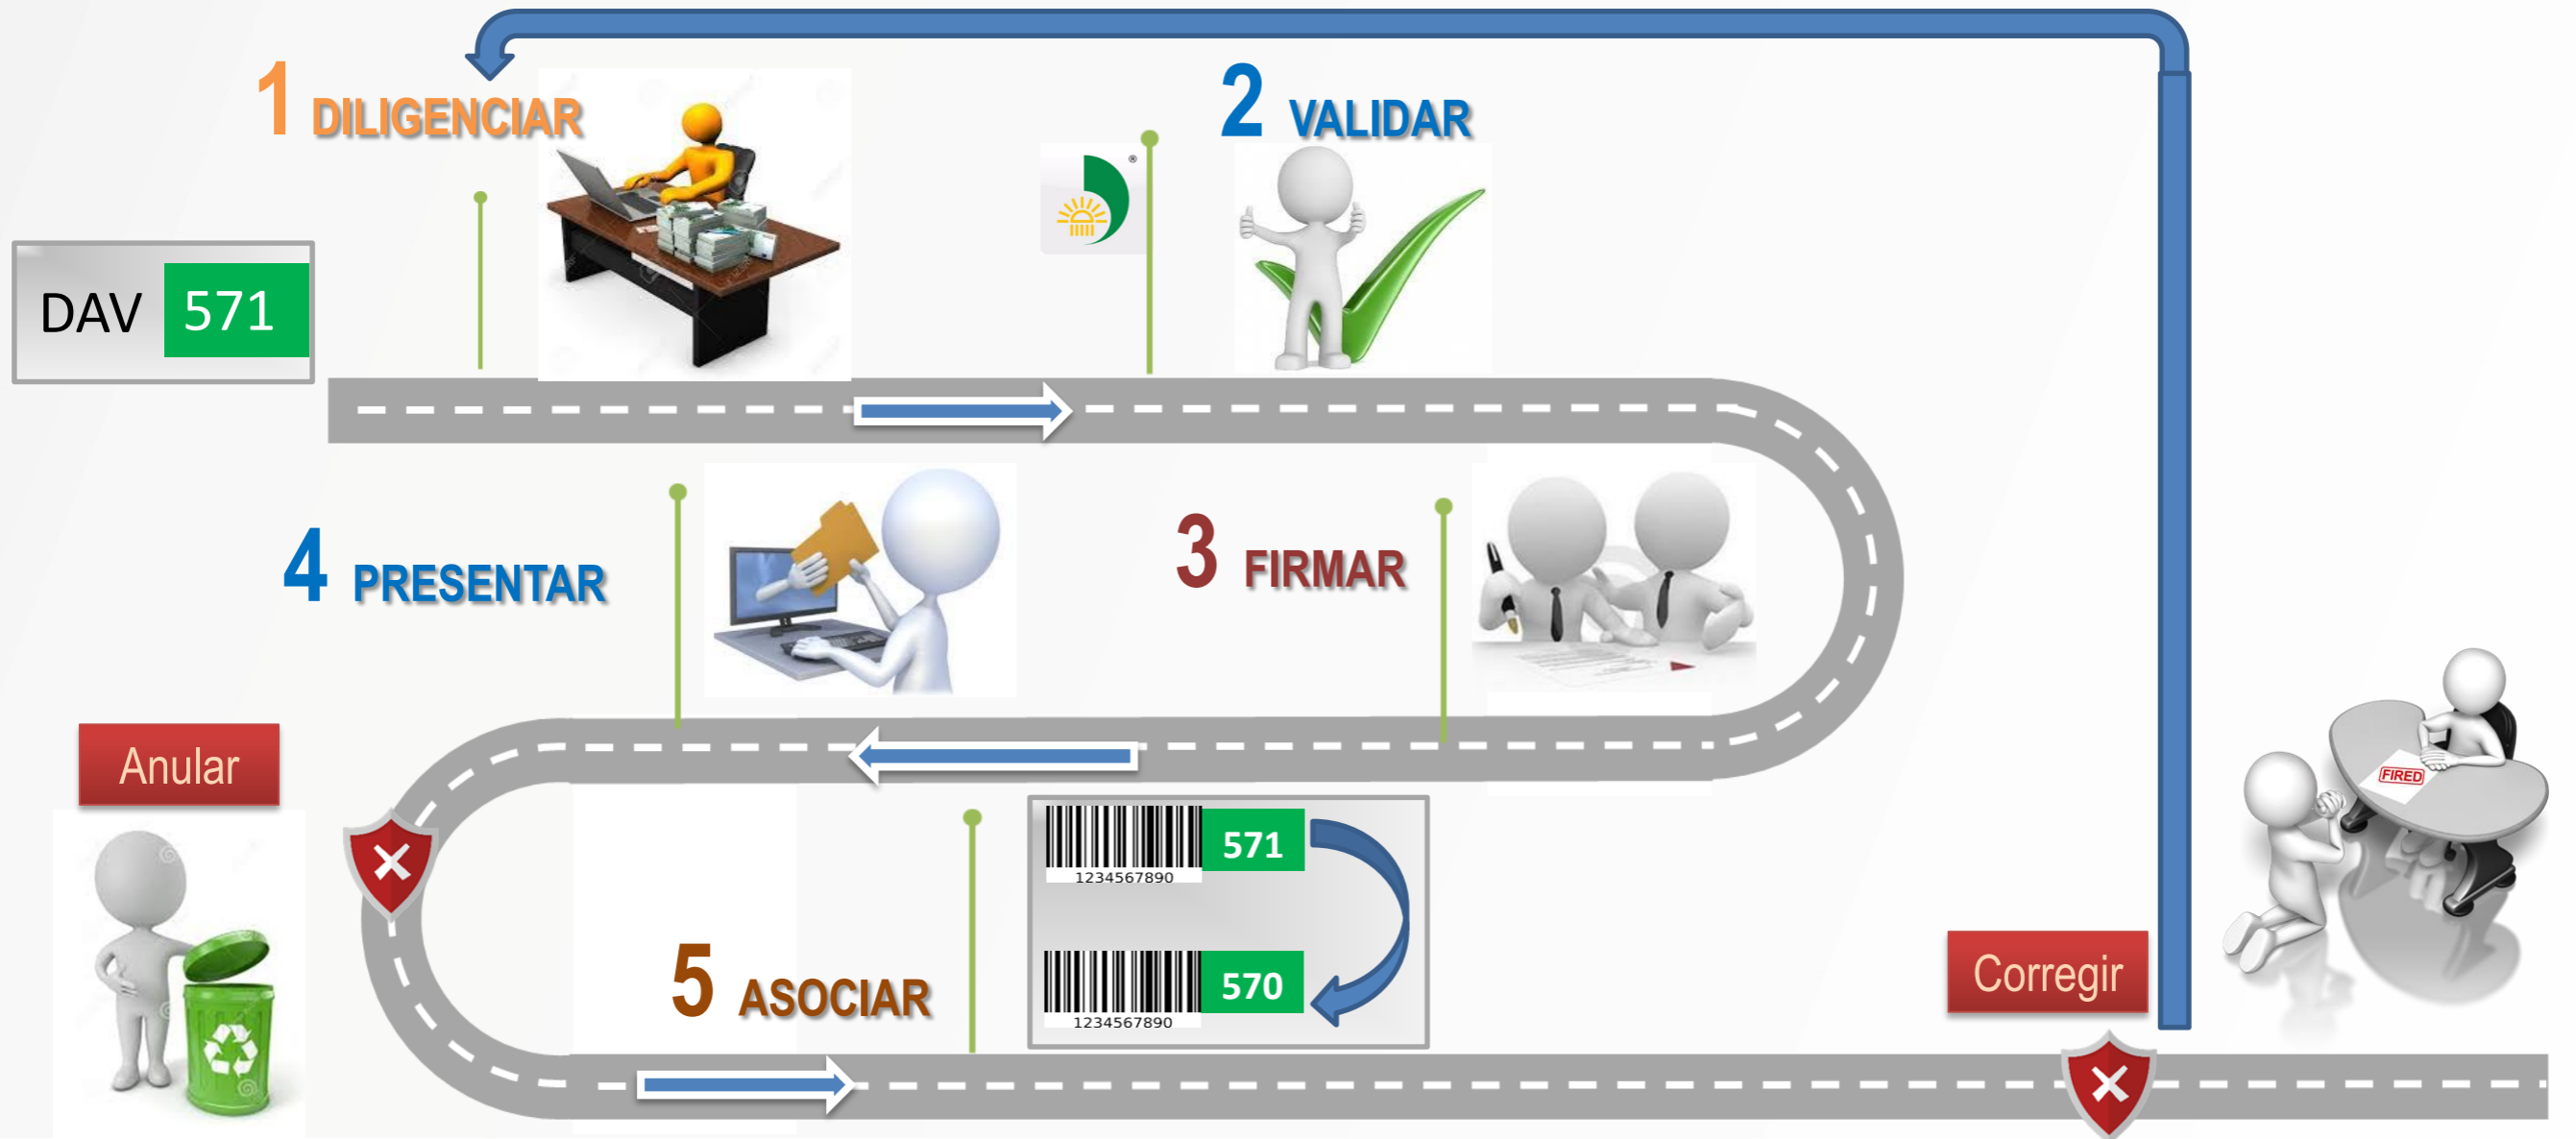 1 DILIGENCIAR
2 VALIDAR
®
DAV 571
4 PRESENTAR
3 FIRMAR
Anular
FIRED
571
1234567890
5 ASOCIAR
570
1234567890
Corregir